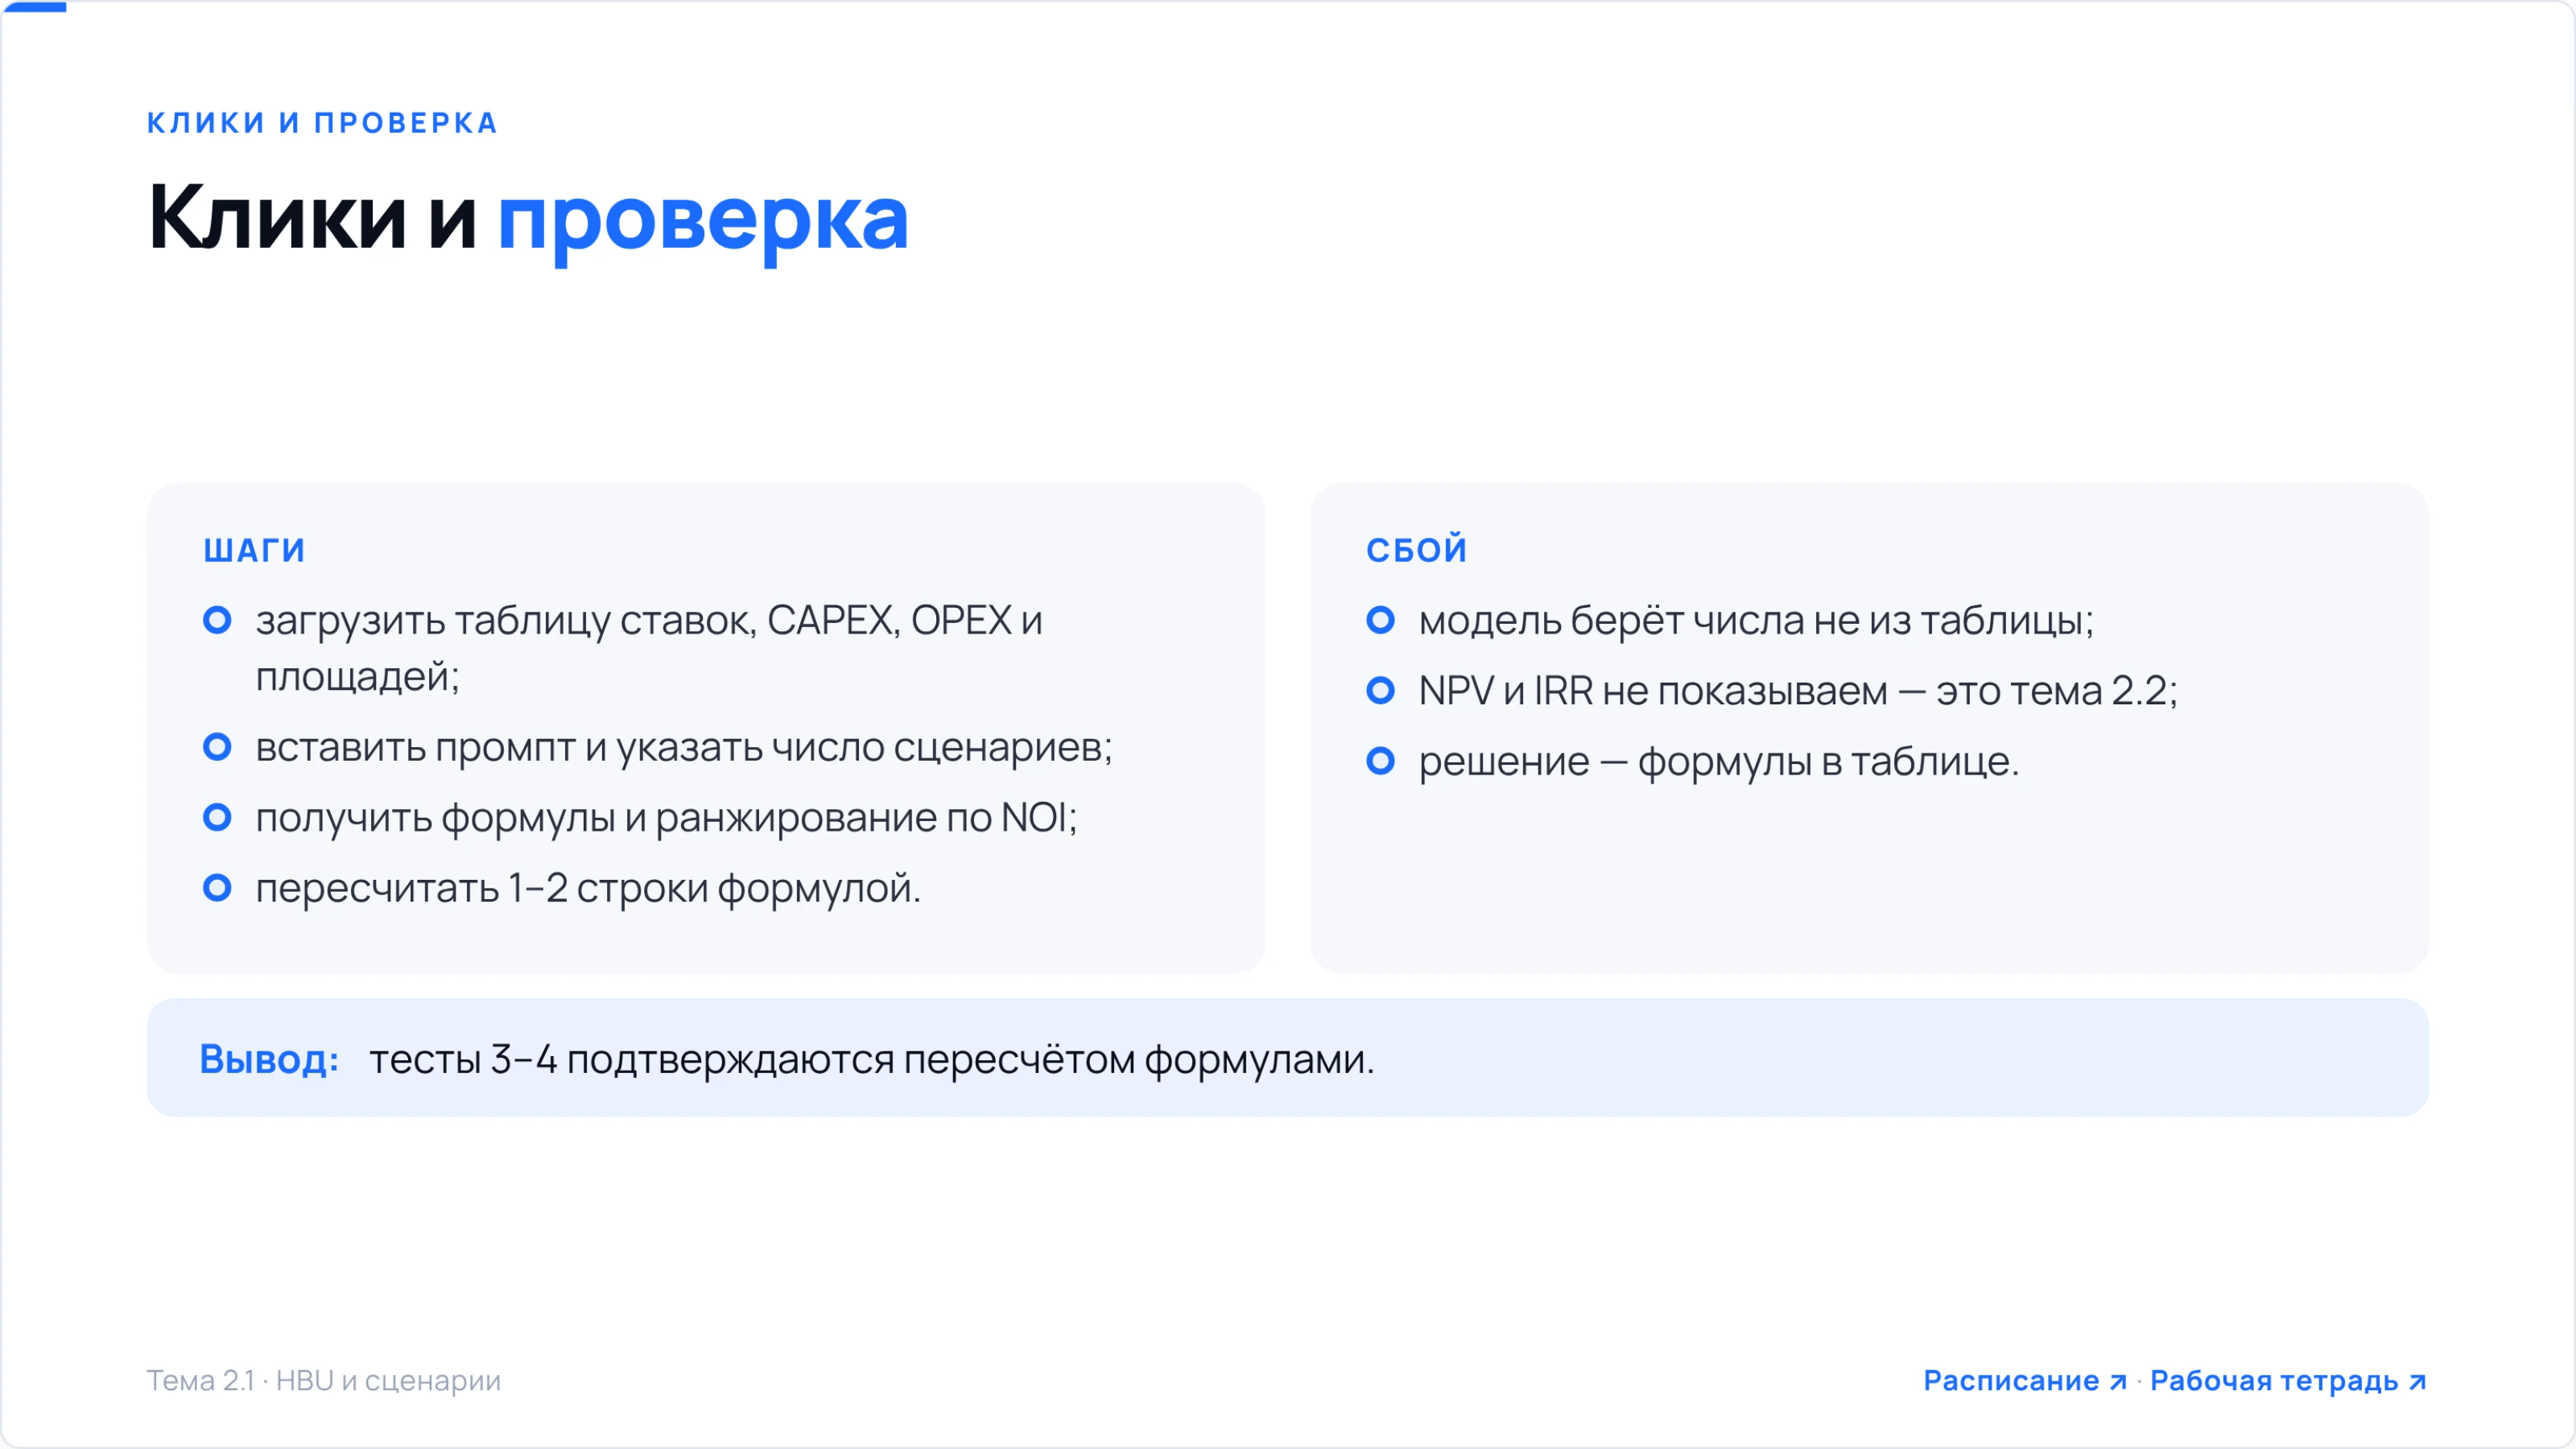 КЛИКИ И ПРОВЕРКА
Клики и проверка
ШАГИ
загрузить таблицу ставок, CAPEX, OPEX и
площадей;
вставить промпт и указать число сценариев;
получить формулы и ранжирование по NOI;
пересчитать 1–2 строки формулой.
СБОЙ
модель берёт числа не из таблицы;
NPV и IRR не показываем — это тема 2.2;
решение — формулы в таблице.
Вывод: тесты 3–4 подтверждаются пересчётом формулами.
Тема 2.1 · HBU и сценарии
Расписание ↗ · Рабочая тетрадь ↗